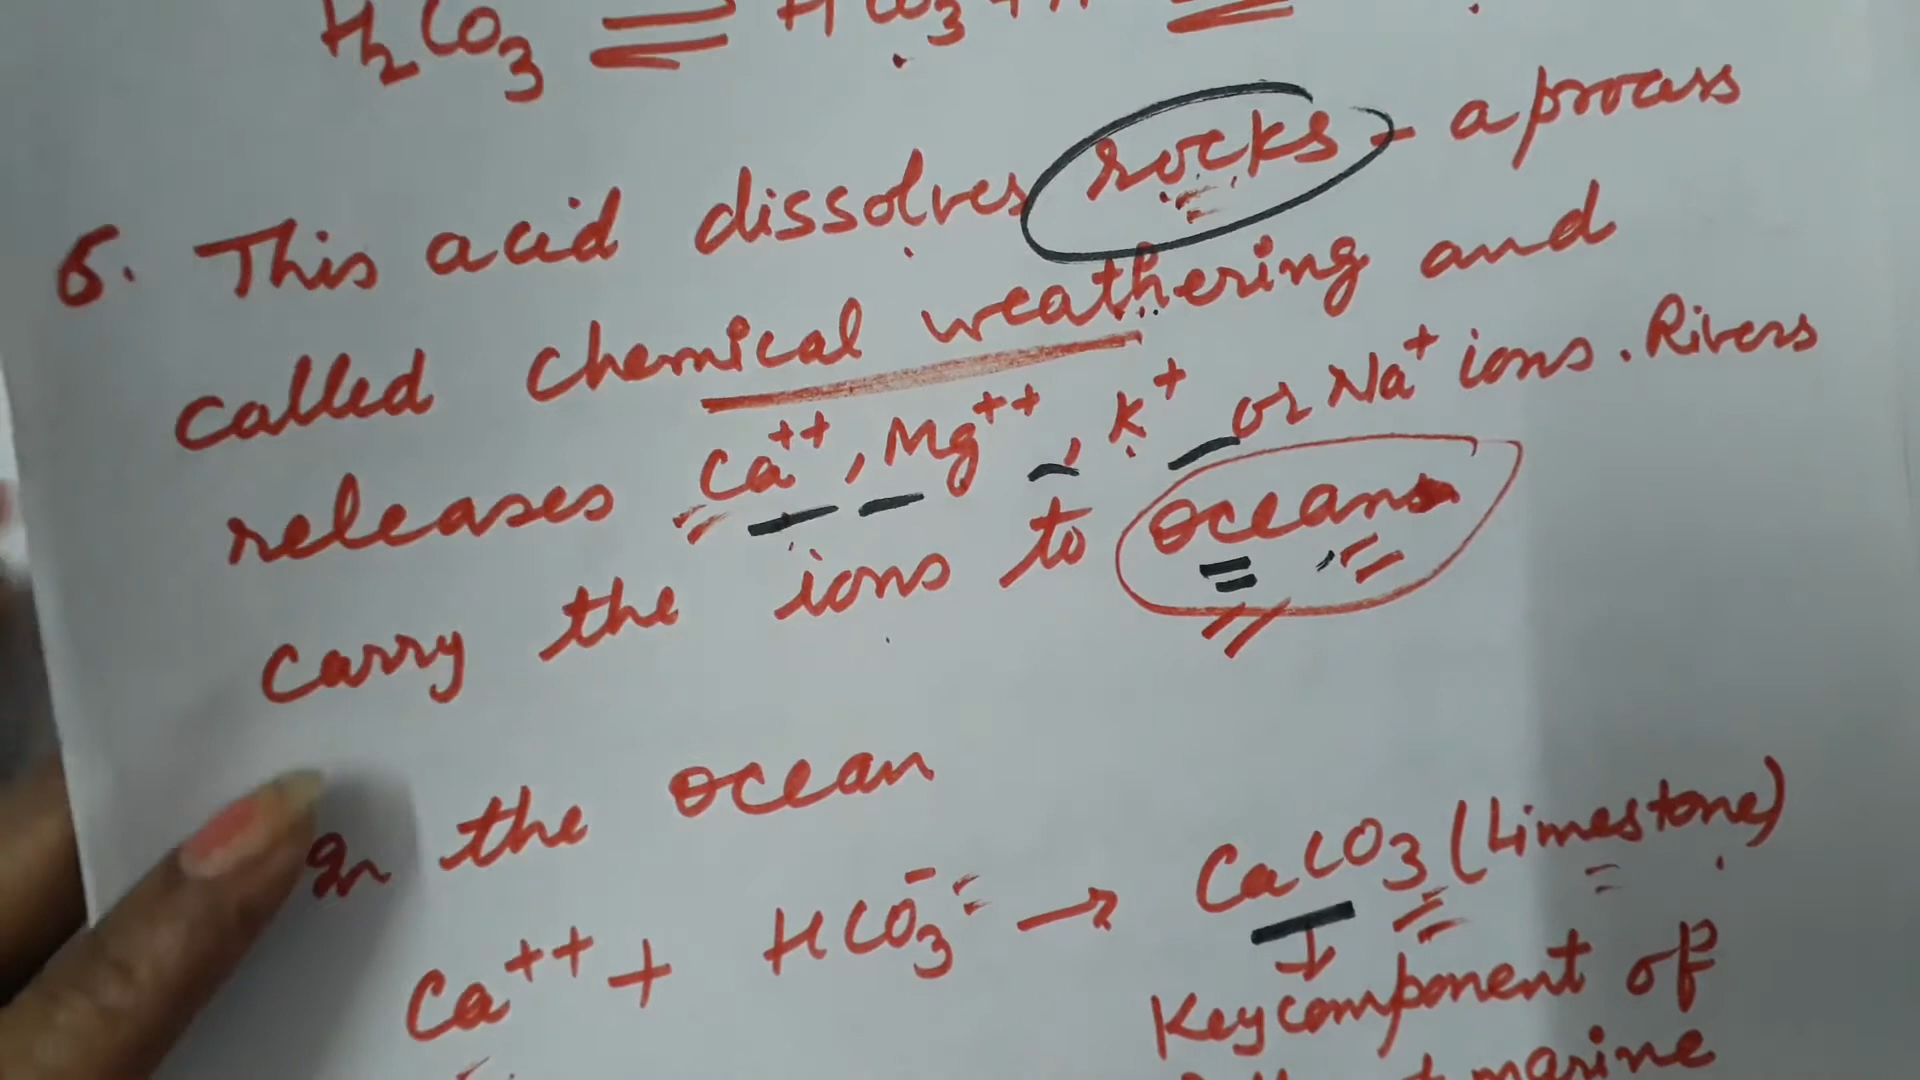 H₂CO₃ ⇌ HCO₃ + H
6. This acid dissolves rocks - a process
called chemical weathering and
releases Ca⁺⁺, Mg⁺⁺, K⁺ or Na⁺ ions. Rivers
carry the ions to oceans.
In the ocean
Ca⁺⁺ + HCO₃⁻ → CaCO₃ (Limestone)
↓
Key component of
marine